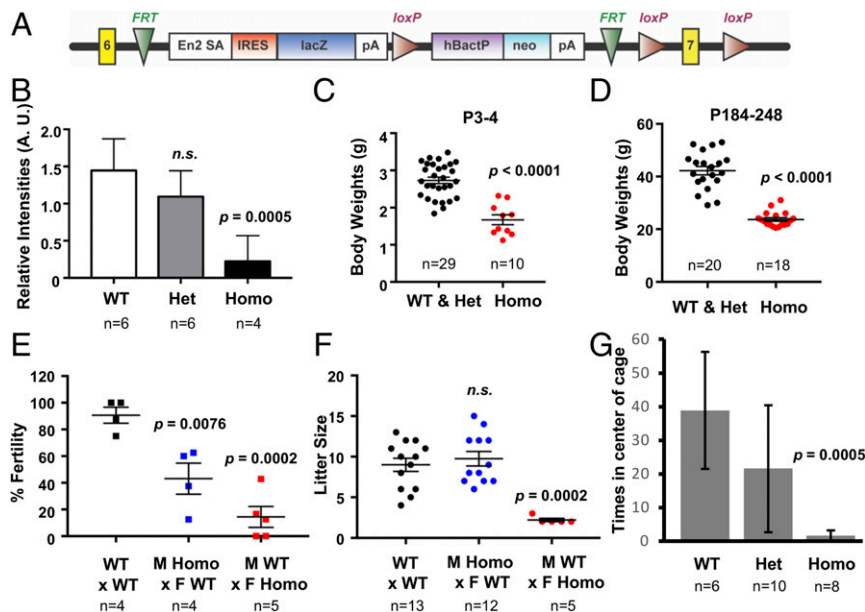 A
FRT
loxP
FRT
loxP
loxP
6
En2 SA
IRES
lacZ
pA
hBactP
neo
pA
7
B
Relative Intensities (A. U.)
2.0
1.5
1.0
0.5
0
n.s.
p = 0.0005
WT
Het
Homo
n=6
n=6
n=4
C
P3-4
Body Weights (g)
4
3
2
1
0
p < 0.0001
n=29
n=10
WT & Het
Homo
D
P184-248
Body Weights (g)
60
40
20
0
p < 0.0001
n=20
n=18
WT & Het
Homo
E
% Fertility
120
100
80
60
40
20
0
p = 0.0076
p = 0.0002
WT
x WT
M Homo
x F WT
M WT
x F Homo
n=4
n=4
n=5
F
Litter Size
20
15
10
5
0
n.s.
p = 0.0002
WT
x WT
M Homo
x F WT
M WT
x F Homo
n=13
n=12
n=5
G
Times in center of cage
60
50
40
30
20
10
0
p = 0.0005
WT
Het
Homo
n=6
n=10
n=8